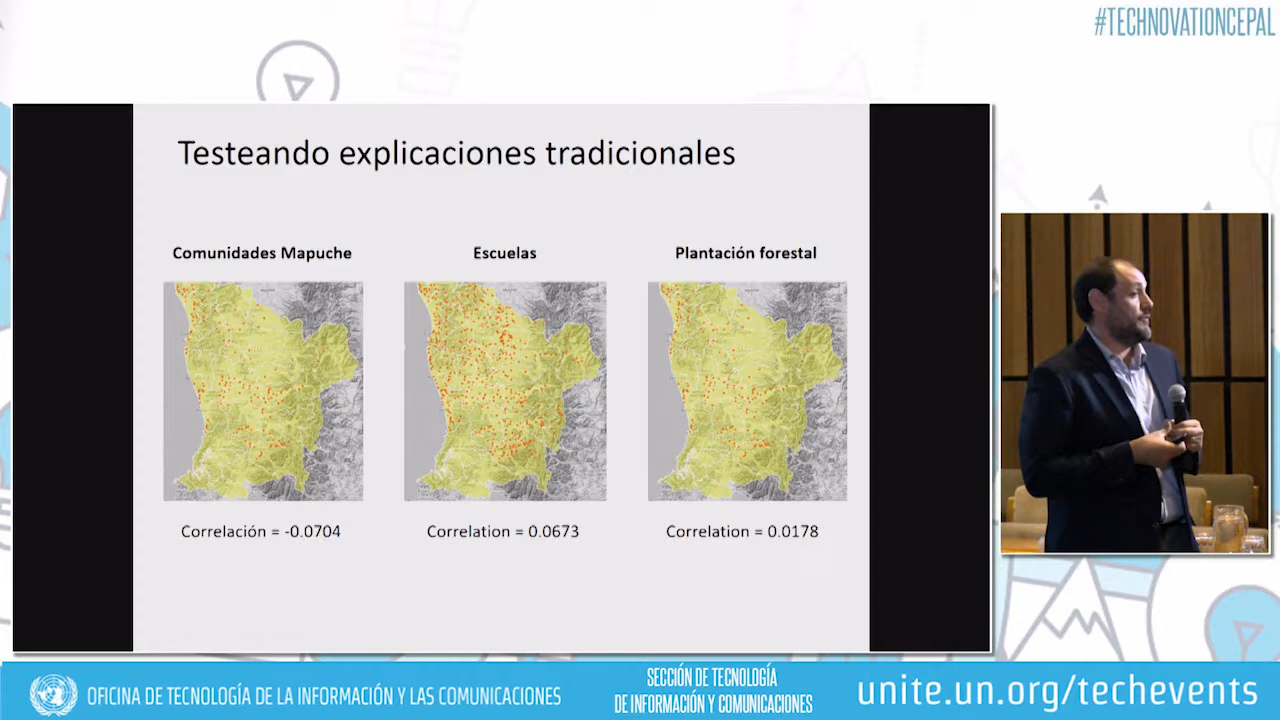 #TECHNOVATIONCEPAL
Testeando explicaciones tradicionales
Comunidades Mapuche
Escuelas
Plantación forestal
Correlación = -0.0704
Correlation = 0.0673
Correlation = 0.0178
OFICINA DE TECNOLOGÍA DE LA INFORMACIÓN Y LAS COMUNICACIONES
SECCIÓN DE TECNOLOGÍA
DE INFORMACIÓN Y COMUNICACIONES
unite.un.org/techevents